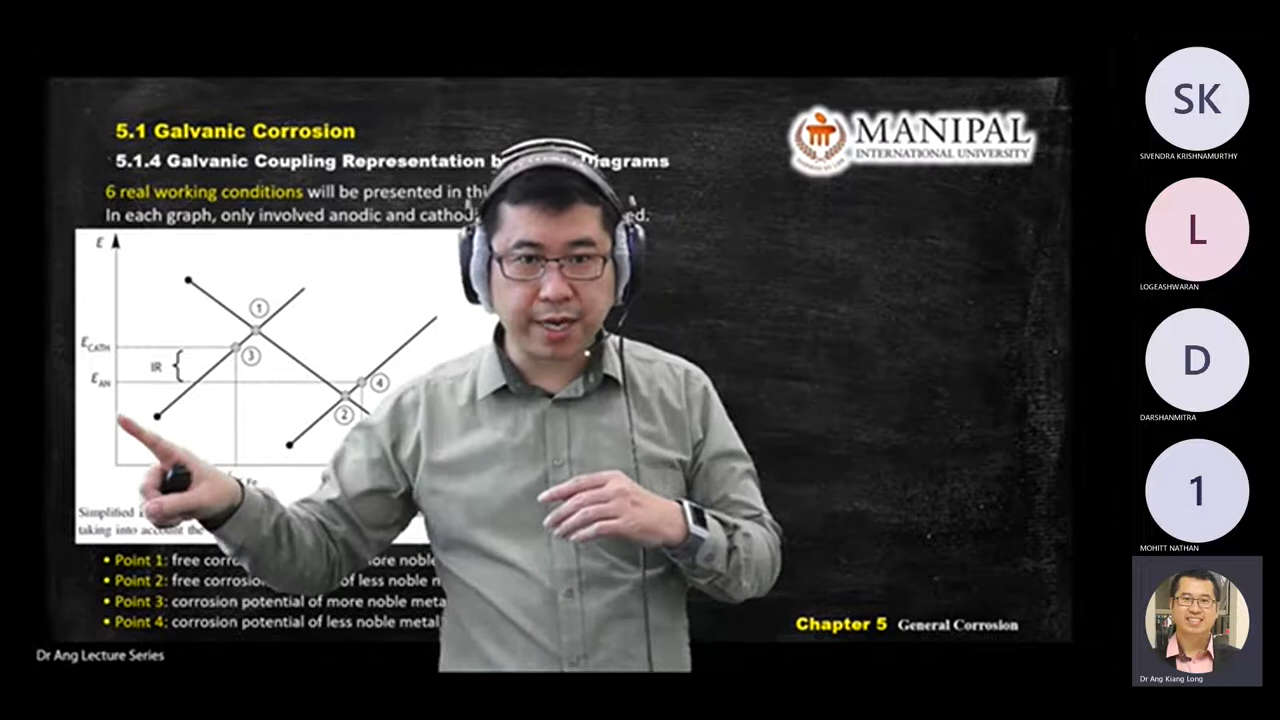 5.1 Galvanic Corrosion
5.1.4 Galvanic Coupling Representation b Diagrams
6 real working conditions will be presented in thi
In each graph, only involved anodic and cathod ed.
E
1
E CATH
3
IR
E AN
4
2
Fe
Simplified
taking into account the
• Point 1: free corro ore noble
• Point 2: free corrosio of less noble m
• Point 3: corrosion potential of more noble meta
• Point 4: corrosion potential of less noble metal
MANIPAL
INTERNATIONAL UNIVERSITY
Chapter 5 General Corrosion
Dr Ang Lecture Series
SK
SIVENDRA KRISHNAMURTHY
L
LOGEASHWARAN
D
DARSHANMITRA
1
MOHITT NATHAN
Dr Ang Kiang Long